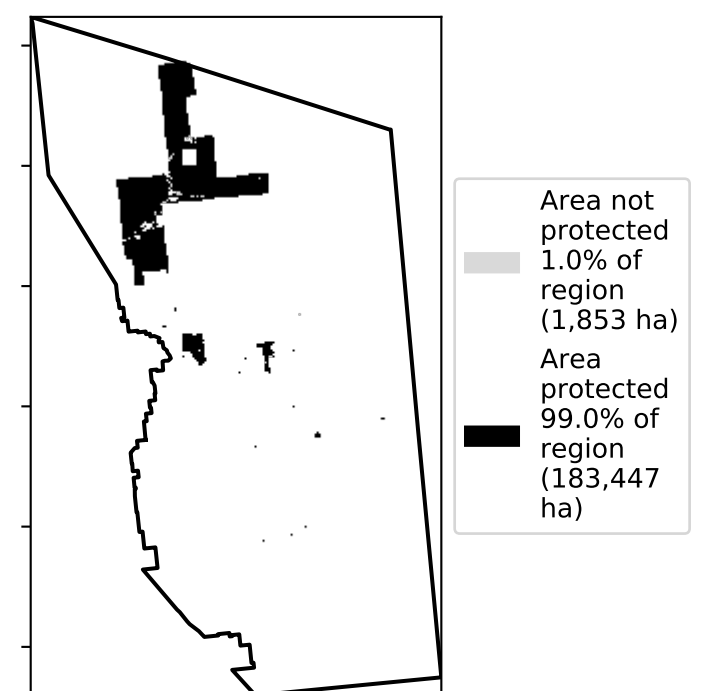 Area not
protected
1.0% of
region
(1,853 ha)
Area
protected
99.0% of
region
(183,447
ha)